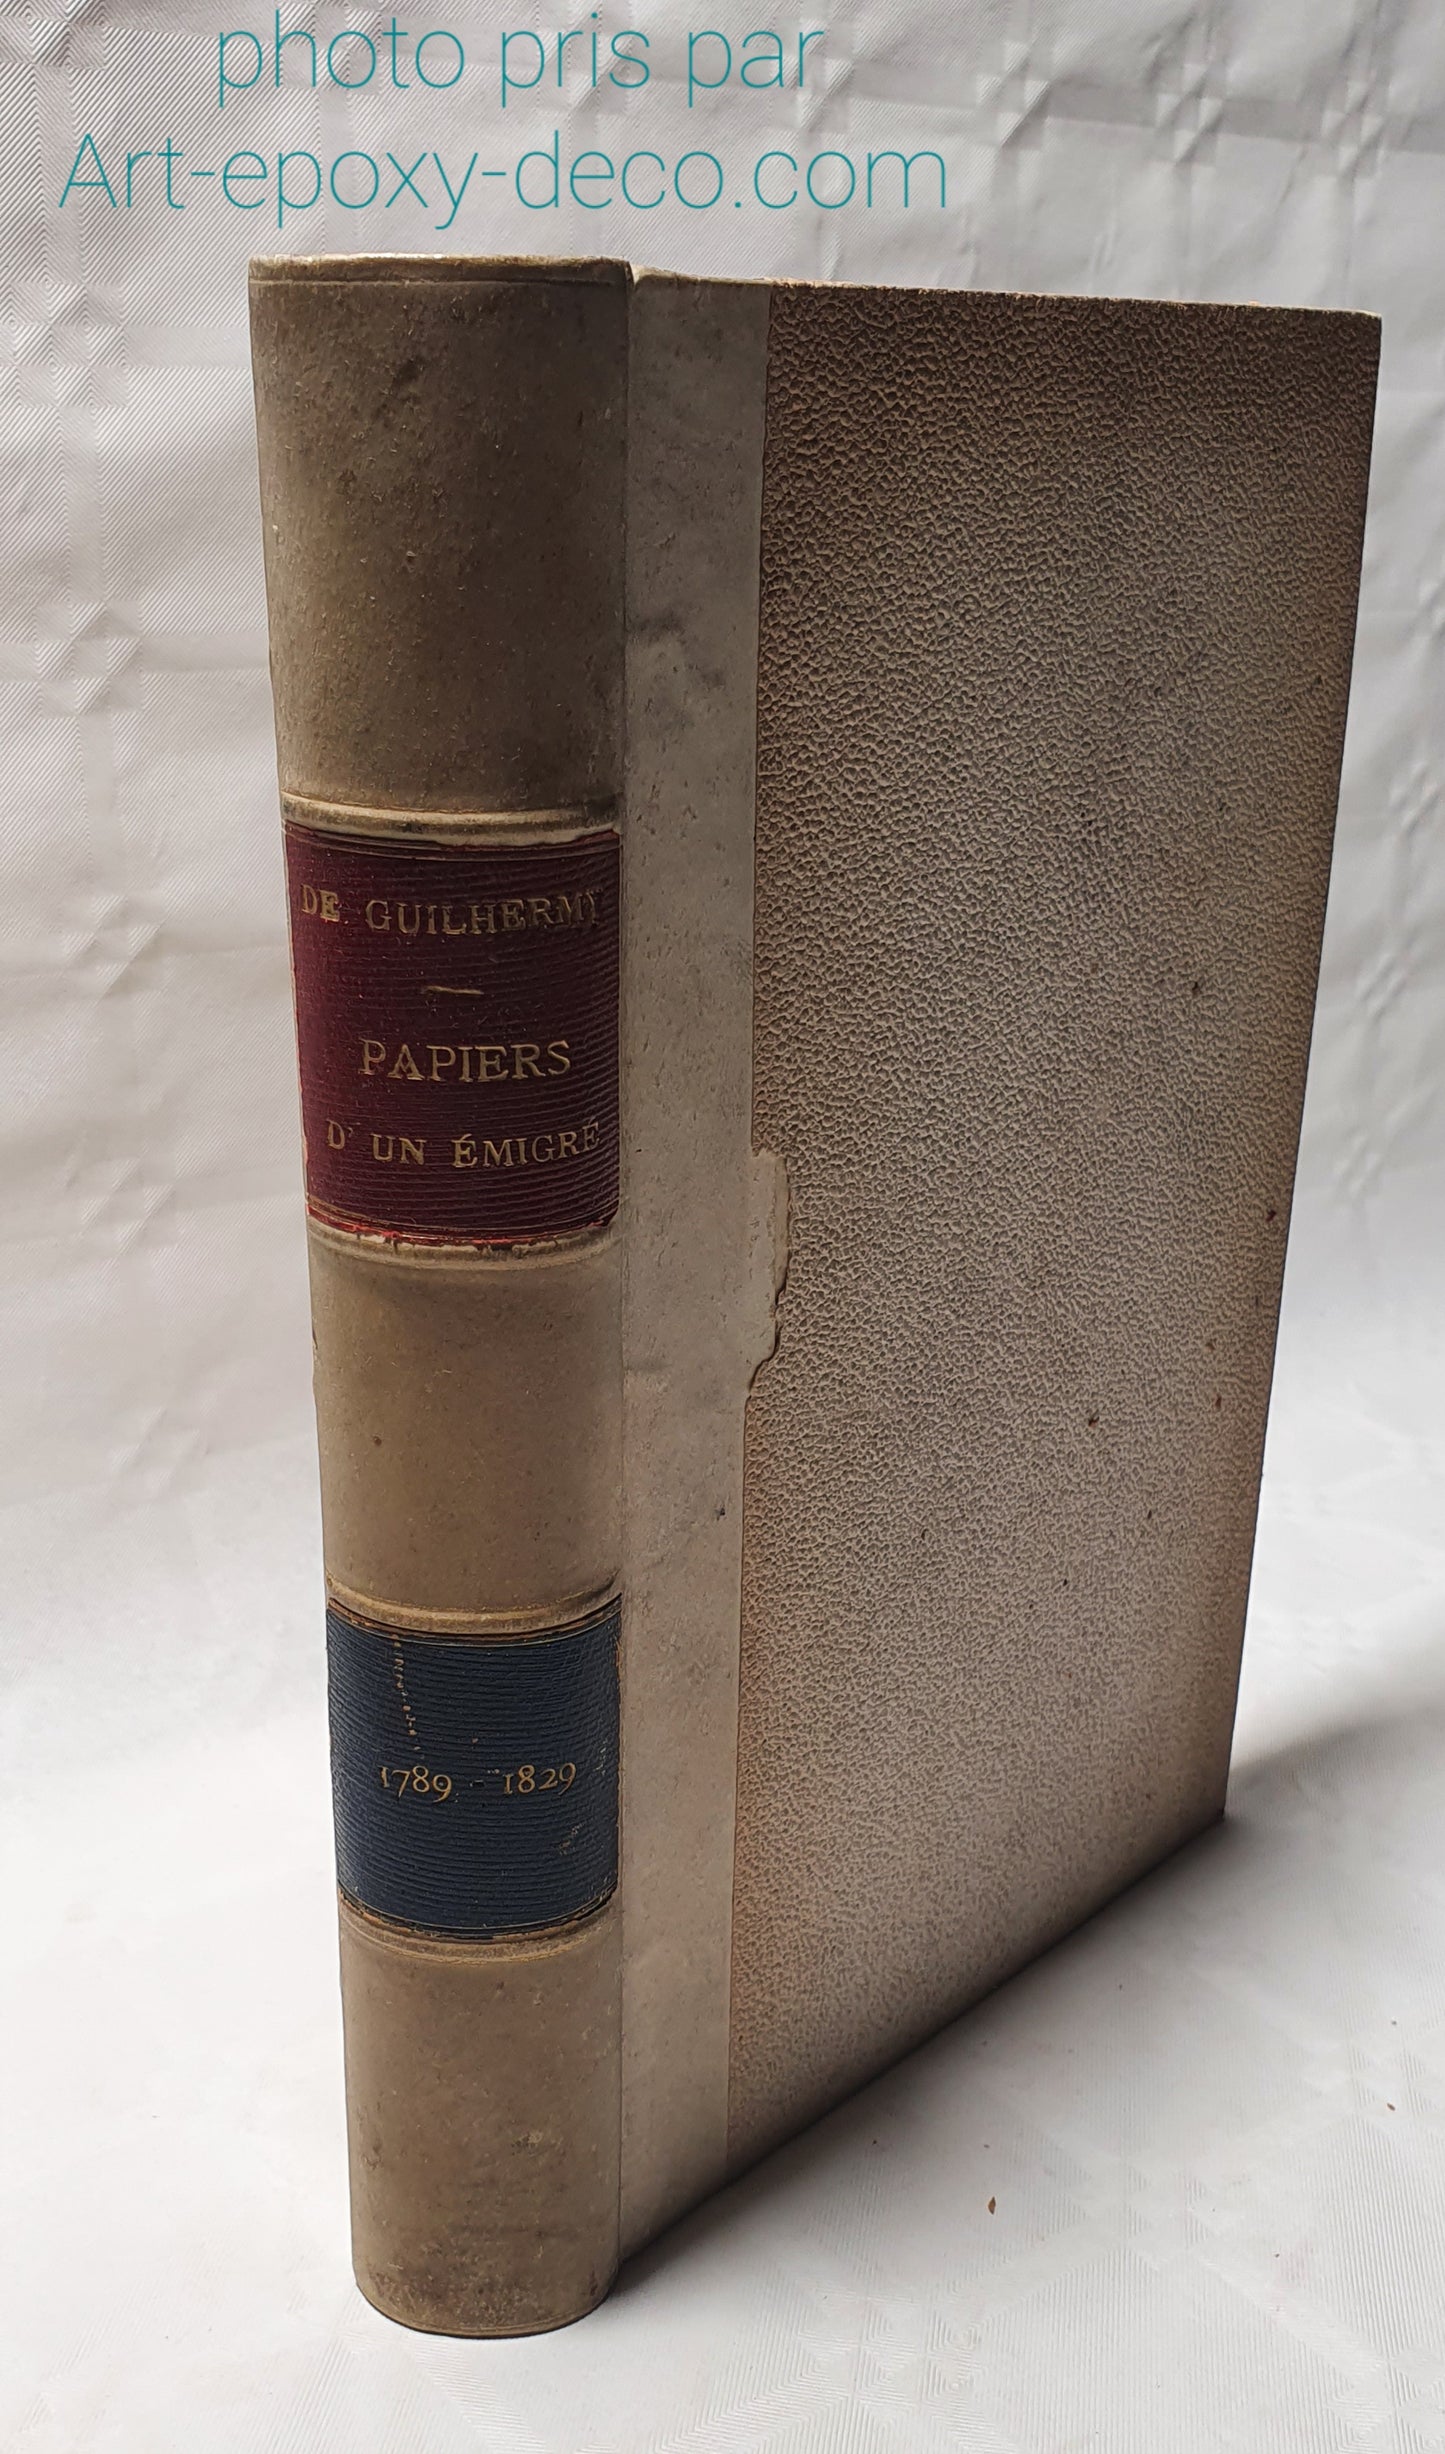 photo pris par
Art-epoxy-deco.com
DE GUILHERMY
PAPIERS
D' UN ÉMIGRÉ
1789 - 1829